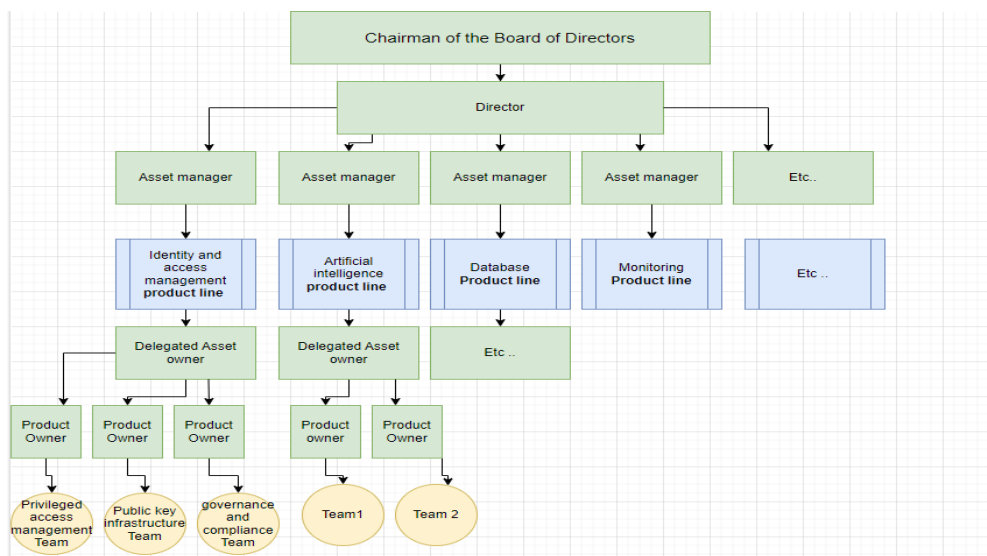 Chairman of the Board of Directors
Director
Asset manager
Asset manager
Asset manager
Asset manager
Etc..
Identity and
access
management
product line
Artificial
intelligence
product line
Database
Product line
Monitoring
Product line
Etc ..
Delegated Asset
owner
Delegated Asset
owner
Etc ..
Product
Owner
Product
Owner
Product
Owner
Product
owner
Product
Owner
Privileged
access
management
Team
Public key
infrastructure
Team
governance
and
compliance
Team
Team1
Team 2